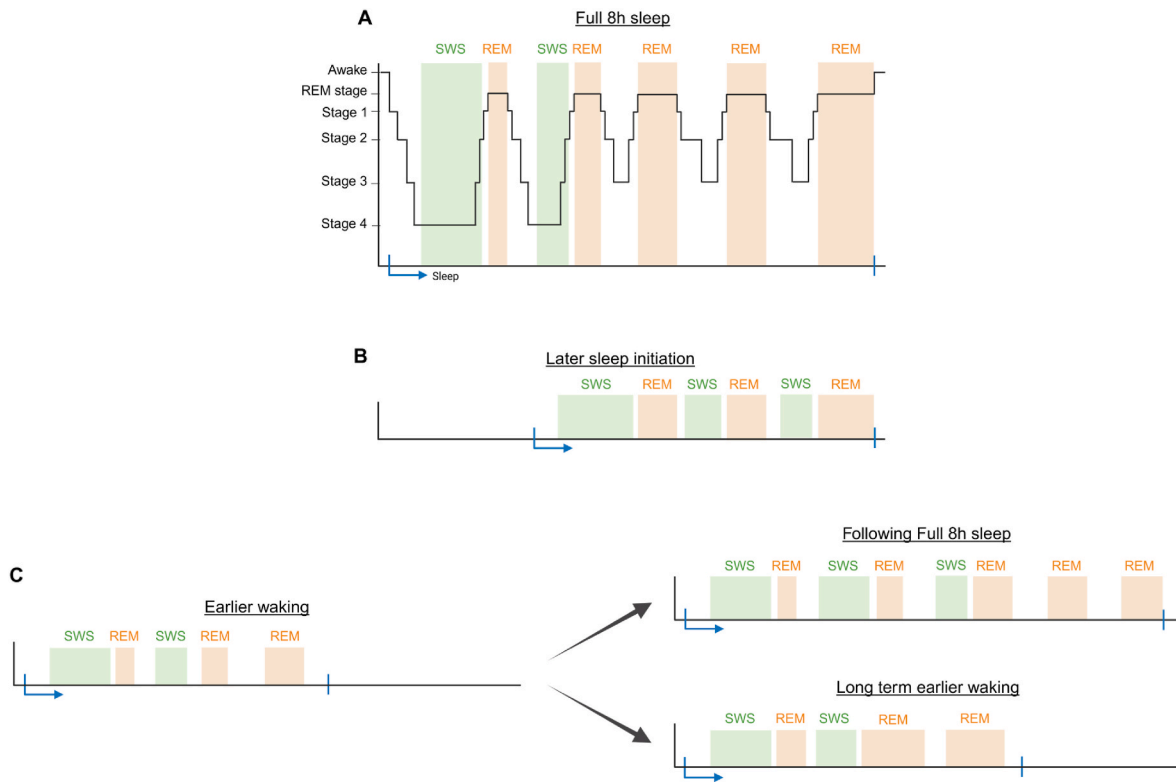 A
Full 8h sleep
SWS REM SWS REM REM REM REM
Awake
REM stage
Stage 1
Stage 2
Stage 3
Stage 4
Sleep
B
Later sleep initiation
SWS REM SWS REM SWS REM
C
Earlier waking
SWS REM SWS REM REM
Following Full 8h sleep
SWS REM SWS REM SWS REM REM REM
Long term earlier waking
SWS REM SWS REM REM